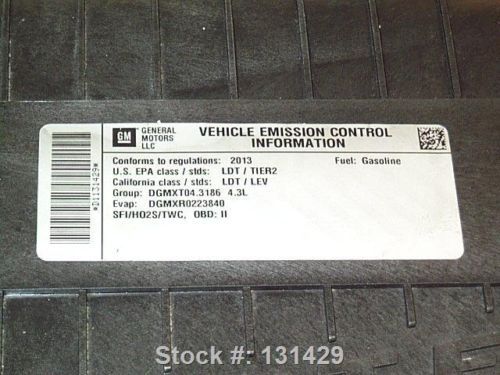 GM
GENERAL
MOTORS
LLC
VEHICLE EMISSION CONTROL
INFORMATION
Conforms to regulations: 2013 Fuel: Gasoline
U.S. EPA class / stds: LDT / TIER2
California class / stds: LDT / LEV
Group: DGMXT04.3186 4.3L
Evap: DGMXR0223840
SFI/HO2S/TWC, OBD: II
*D1131429*
Stock #: 131429